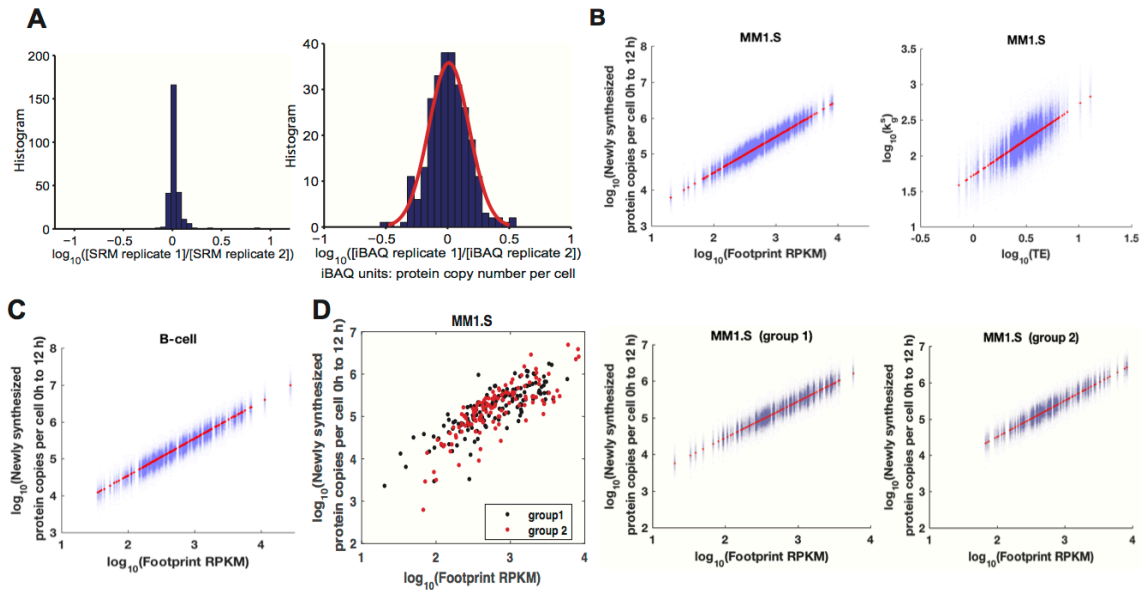 A
200
150
100
50
0
Histogram
−1
−0.5
0
0.5
1
log10([SRM replicate 1]/[SRM replicate 2])
40
30
20
10
0
Histogram
−1
−0.5
0
0.5
1
log10([iBAQ replicate 1]/[iBAQ replicate 2])
iBAQ units: protein copy number per cell
B
MM1.S
8
7
6
5
4
3
log10(Newly synthesized
protein copies per cell 0h to 12 h)
1
2
3
4
log10(Footprint RPKM)
MM1.S
3.5
3
2.5
2
1.5
1
log10(ks)
-0.5
0
0.5
1
1.5
log10(TE)
C
B-cell
8
7
6
5
4
3
log10(Newly synthesized
protein copies per cell 0h to 12 h)
1
2
3
4
log10(Footprint RPKM)
D
MM1.S
7
6
5
4
3
2
log10(Newly synthesized
protein copies per cell 0h to 12 h)
group1
group 2
1
2
3
4
log10(Footprint RPKM)
MM1.S (group 1)
7
6
5
4
3
2
log10(Newly synthesized
protein copies per cell 0h to 12 h)
1
2
3
4
log10(Footprint RPKM)
MM1.S (group 2)
7
6
5
4
3
2
log10(Newly synthesized
protein copies per cell 0h to 12 h)
1
2
3
4
log10(Footprint RPKM)